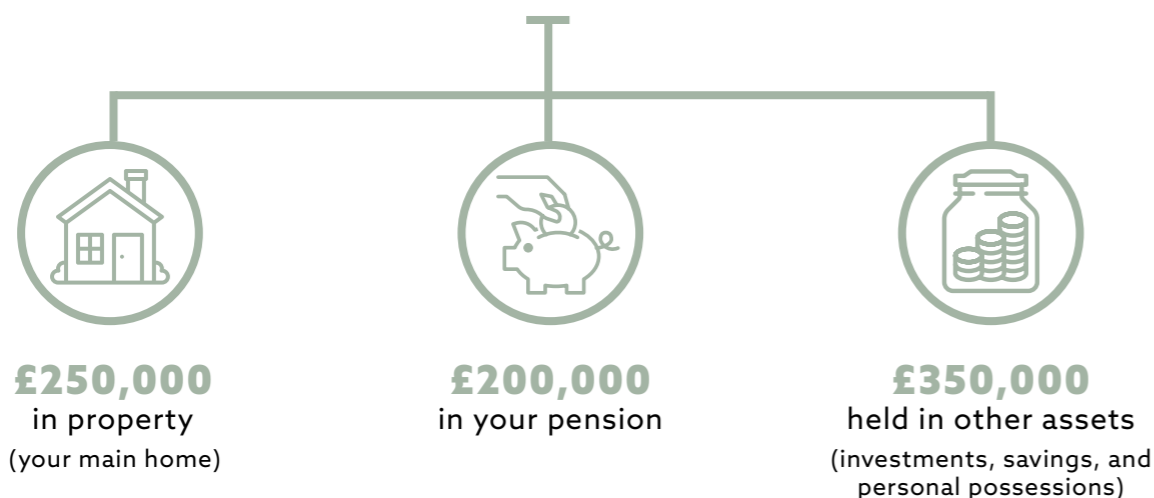 £250,000
in property
(your main home)
£200,000
in your pension
£350,000
held in other assets
(investments, savings, and
personal possessions)